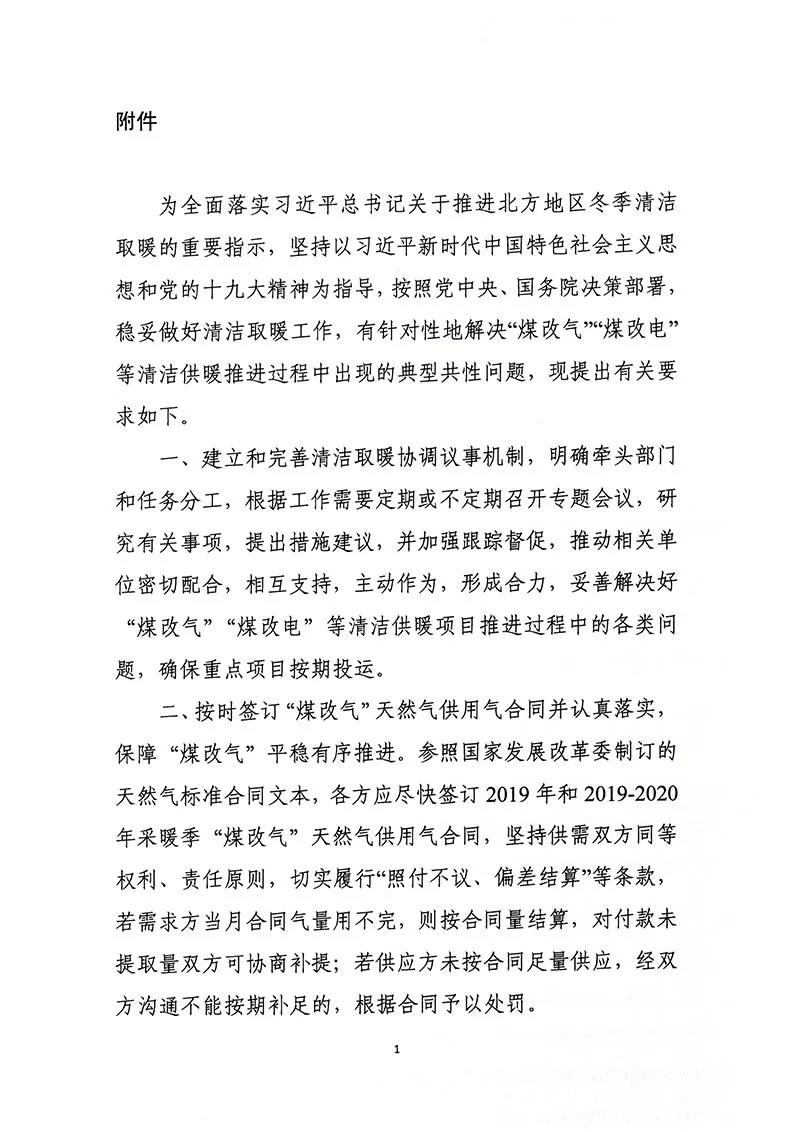 附件
为全面落实习近平总书记关于推进北方地区冬季清洁
取暖的重要指示，坚持以习近平新时代中国特色社会主义思
想和党的十九大精神为指导，按照党中央、国务院决策部署，
稳妥做好清洁取暖工作，有针对性地解决“煤改气”“煤改电”
等清洁供暖推进过程中出现的典型共性问题，现提出有关要
求如下。
一、建立和完善清洁取暖协调议事机制，明确牵头部门
和任务分工，根据工作需要定期或不定期召开专题会议，研
究有关事项，提出措施建议，并加强跟踪督促，推动相关单
位密切配合，相互支持，主动作为，形成合力，妥善解决好
“煤改气”“煤改电”等清洁供暖项目推进过程中的各类问
题，确保重点项目按期投运。
二、按时签订“煤改气”天然气供用气合同并认真落实，
保障“煤改气”平稳有序推进。参照国家发展改革委制订的
天然气标准合同文本，各方应尽快签订 2019 年和 2019-2020
年采暖季“煤改气”天然气供用气合同，坚持供需双方同等
权利、责任原则，切实履行“照付不议、偏差结算”等条款，
若需求方当月合同气量用不完，则按合同量结算，对付款未
提取量双方可协商补提；若供应方未按合同足量供应，经双
方沟通不能按期补足的，根据合同予以处罚。
1